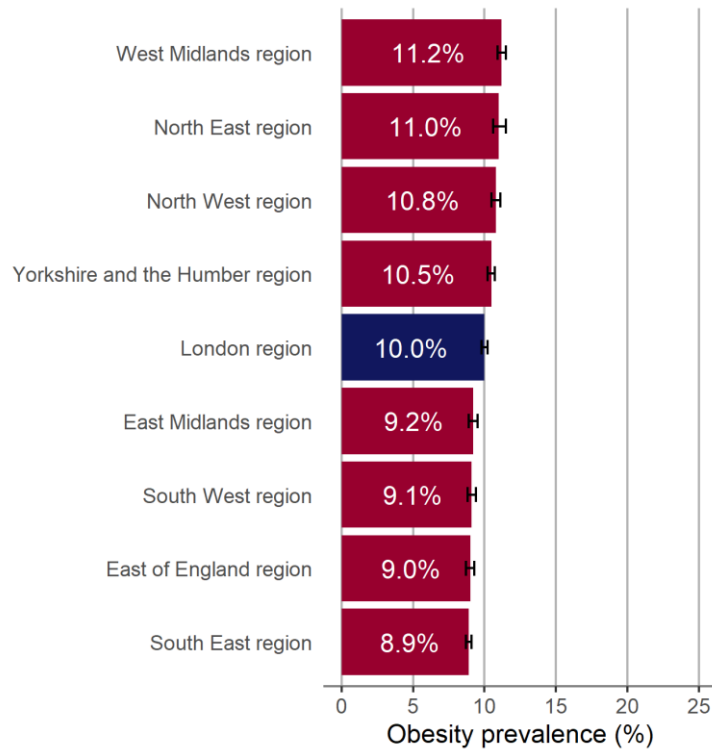 West Midlands region 11.2%
North East region 11.0%
North West region 10.8%
Yorkshire and the Humber region 10.5%
London region 10.0%
East Midlands region 9.2%
South West region 9.1%
East of England region 9.0%
South East region 8.9%
0 5 10 15 20 25
Obesity prevalence (%)